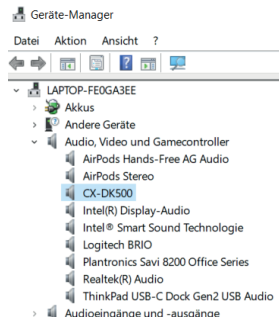 Geräte-Manager
Datei Aktion Ansicht ?
LAPTOP-FE0GA3EE
Akkus
Andere Geräte
Audio, Video und Gamecontroller
AirPods Hands-Free AG Audio
AirPods Stereo
CX-DK500
Intel(R) Display-Audio
Intel® Smart Sound Technologie
Logitech BRIO
Plantronics Savi 8200 Office Series
Realtek(R) Audio
ThinkPad USB-C Dock Gen2 USB Audio
Audioeingänge und -ausgänge